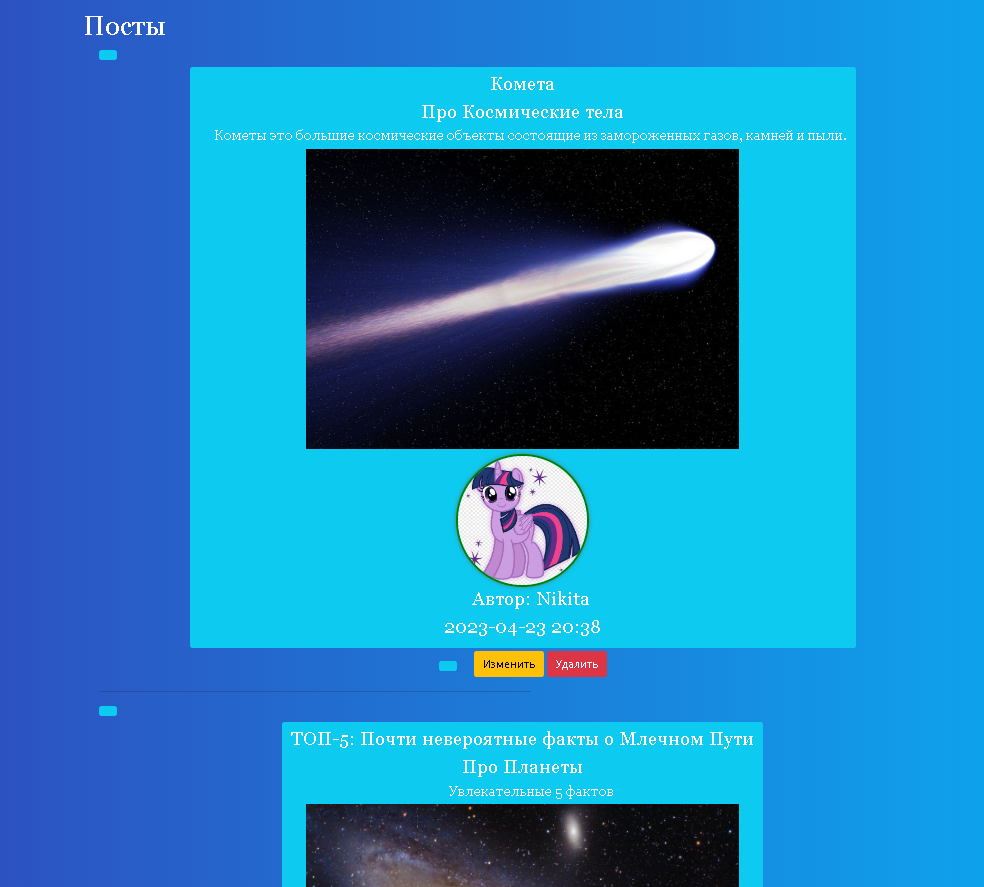 Посты
Комета
Про Космические тела
Кометы это большие космические объекты состоящие из замороженных газов, камней и пыли.
Автор: Nikita
2023-04-23 20:38
Изменить Удалить
ТОП-5: Почти невероятные факты о Млечном Пути
Про Планеты
Увлекательные 5 фактов